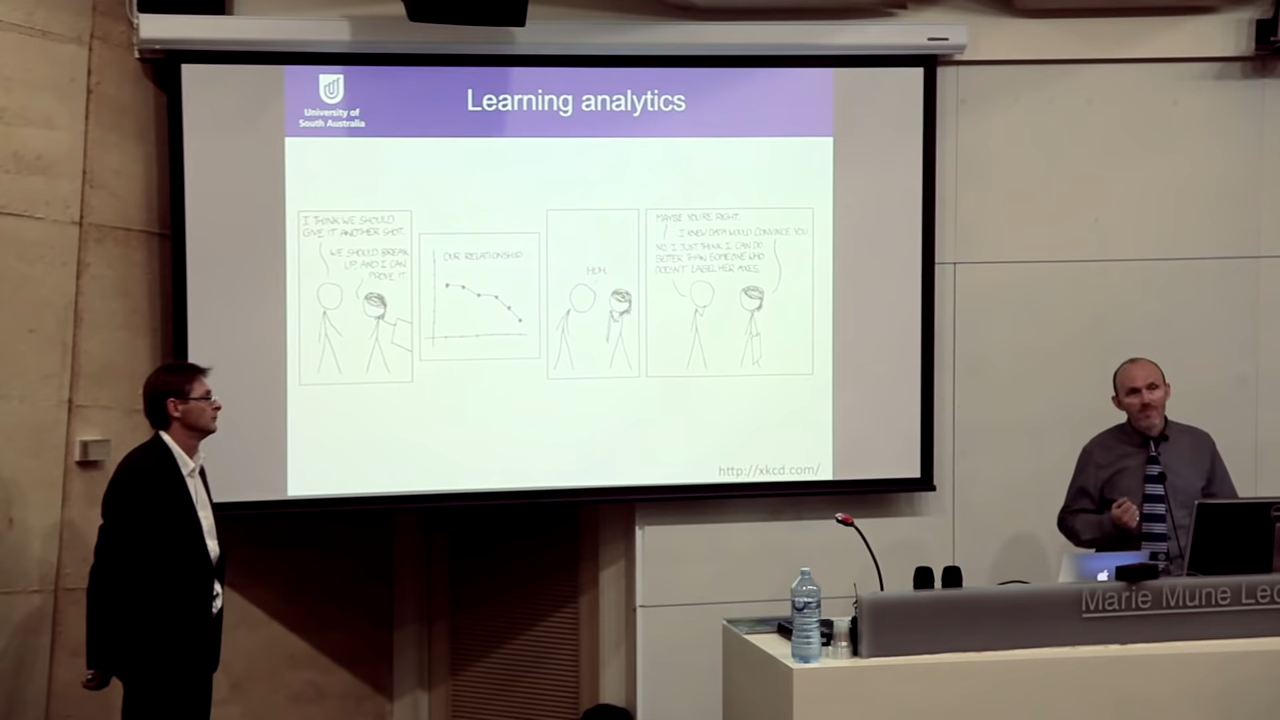 University of
South Australia
Learning analytics
I THINK WE SHOULD
GIVE IT ANOTHER SHOT.
WE SHOULD BREAK
UP, AND I CAN
PROVE IT.
OUR RELATIONSHIP
HUH.
MAYBE YOU'RE RIGHT.
I KNEW DATA WOULD CONVINCE YOU.
NO, I JUST THINK I CAN DO
BETTER THAN SOMEONE WHO
DOESN'T LABEL HER AXES.
http://xkcd.com/
Marie Mune Lec